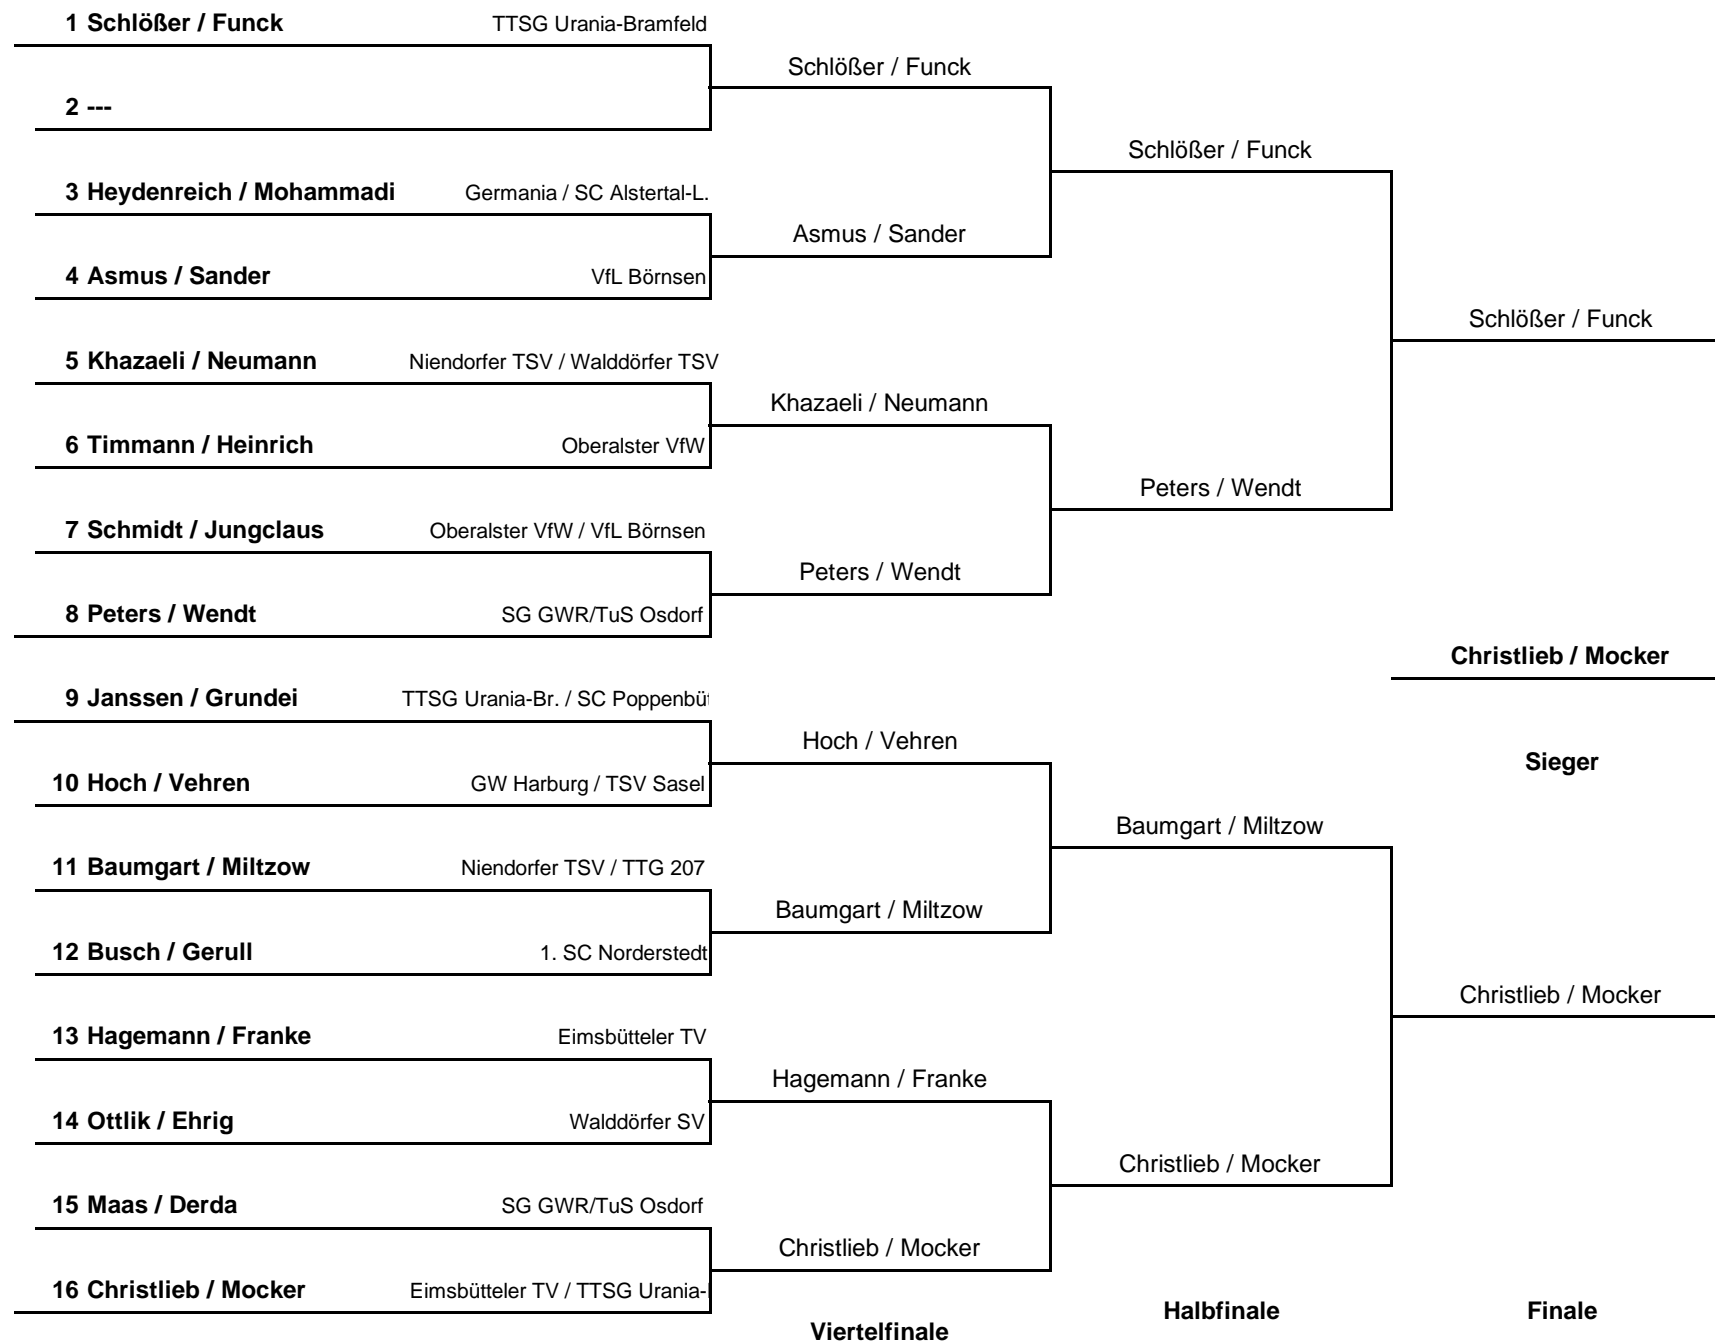 1 Schlößer / Funck TTSG Urania-Bramfeld
Schlößer / Funck
2 ---
Schlößer / Funck
3 Heydenreich / Mohammadi Germania / SC Alstertal-L.
Asmus / Sander
4 Asmus / Sander VfL Börnsen
Schlößer / Funck
5 Khazaeli / Neumann Niendorfer TSV / Walddörfer TSV
Khazaeli / Neumann
6 Timmann / Heinrich Oberalster VfW
Peters / Wendt
7 Schmidt / Jungclaus Oberalster VfW / VfL Börnsen
Peters / Wendt
8 Peters / Wendt SG GWR/TuS Osdorf
Christlieb / Mocker
9 Janssen / Grundei TTSG Urania-Br. / SC Poppenbüt
Hoch / Vehren
Sieger
10 Hoch / Vehren GW Harburg / TSV Sasel
Baumgart / Miltzow
11 Baumgart / Miltzow Niendorfer TSV / TTG 207
Baumgart / Miltzow
12 Busch / Gerull 1. SC Norderstedt
Christlieb / Mocker
13 Hagemann / Franke Eimsbütteler TV
Hagemann / Franke
14 Ottlik / Ehrig Walddörfer SV
Christlieb / Mocker
15 Maas / Derda SG GWR/TuS Osdorf
Christlieb / Mocker
16 Christlieb / Mocker Eimsbütteler TV / TTSG Urania-
Halbfinale Finale
Viertelfinale